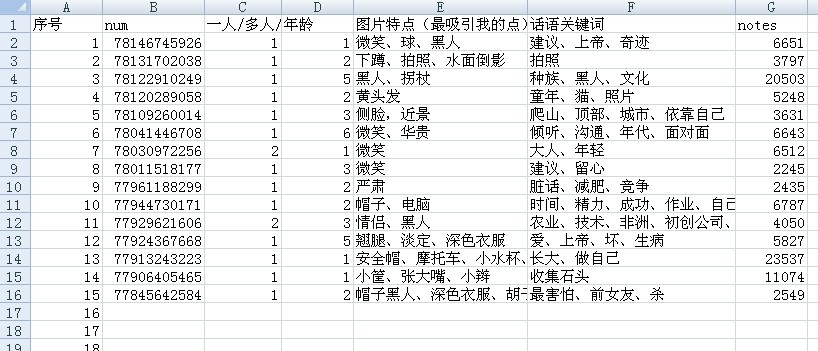 A B C D E F G
1 序号 num 一人/多人/年龄 图片特点（最吸引我的点） 话语关键词 notes
2 1 78146745926 1 1 微笑、球、黑人 建议、上帝、奇迹 6651
3 2 78131702038 1 2 下蹲、拍照、水面倒影 拍照 3797
4 3 78122910249 1 5 黑人、拐杖 种族、黑人、文化 20503
5 4 78120289058 1 2 黄头发 童年、猫、照片 5248
6 5 78109260014 1 3 侧脸，近景 爬山、顶部、城市、依靠自己 3631
7 6 78041446708 1 6 微笑、华贵 倾听、沟通、年代、面对面 6643
8 7 78030972256 2 1 微笑 大人、年轻 6512
9 8 78011518177 1 3 微笑 建议、留心 2245
10 9 77961188299 1 2 严肃 脏话、减肥、竞争 2435
11 10 77944730171 1 2 帽子、电脑 时间、精力、成功、作业、自己 6787
12 11 77929621606 2 3 情侣、黑人 农业、技术、非洲、初创公司、 4050
13 12 77924367668 1 5 翘腿、淡定、深色衣服 爱、上帝、坏、生病 5827
14 13 77913243223 1 1 安全帽、摩托车、小水杯、 长大、做自己 23537
15 14 77906405465 1 1 小筐、张大嘴、小辫 收集石头 11074
16 15 77845642584 1 2 帽子黑人、深色衣服、胡子 最害怕、前女友、杀 2549
17 16
18 17
19 18